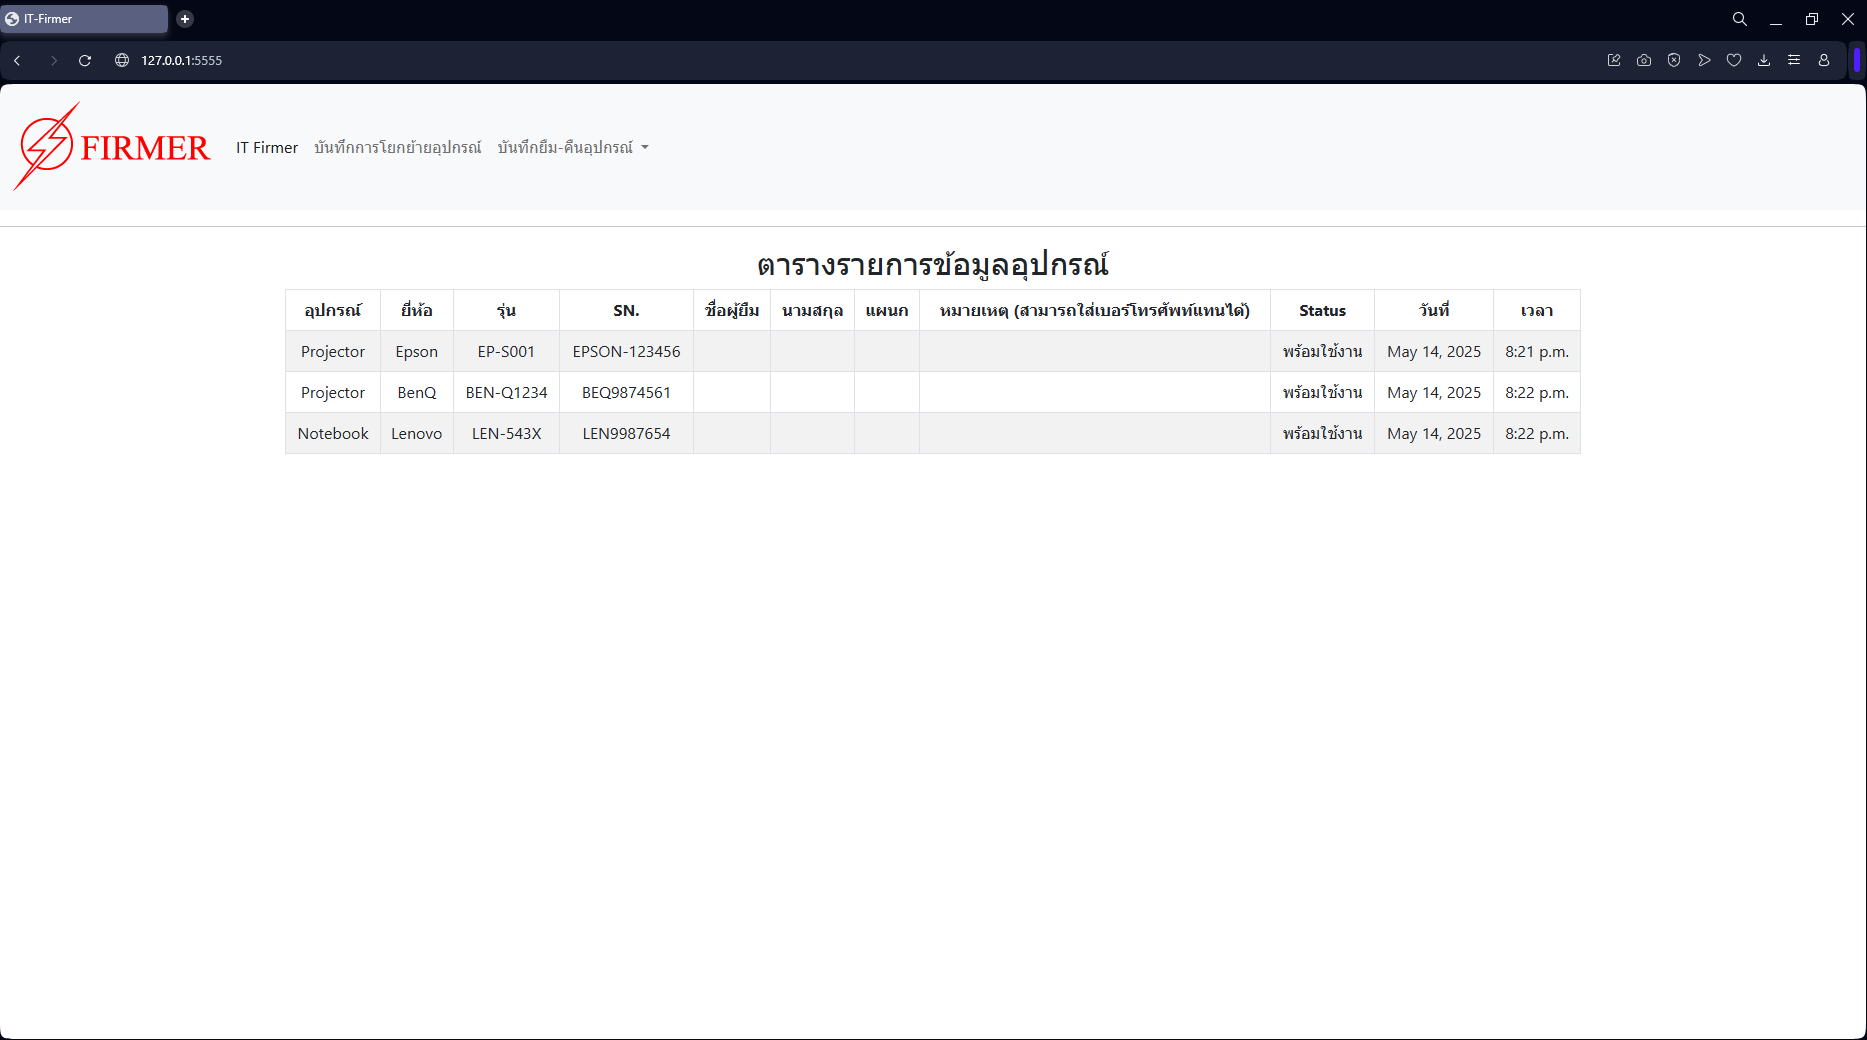 IT-Firmer
127.0.0.1:5555
FIRMER IT Firmer บันทึกการโยกย้ายอุปกรณ์ บันทึกยืม-คืนอุปกรณ์
ตารางรายการข้อมูลอุปกรณ์
อุปกรณ์ ยี่ห้อ รุ่น SN. ชื่อผู้ยืม นามสกุล แผนก หมายเหตุ (สามารถใส่เบอร์โทรศัพท์แทนได้) Status วันที่ เวลา
Projector Epson EP-S001 EPSON-123456 พร้อมใช้งาน May 14, 2025 8:21 p.m.
Projector BenQ BEN-Q1234 BEQ9874561 พร้อมใช้งาน May 14, 2025 8:22 p.m.
Notebook Lenovo LEN-543X LEN9987654 พร้อมใช้งาน May 14, 2025 8:22 p.m.